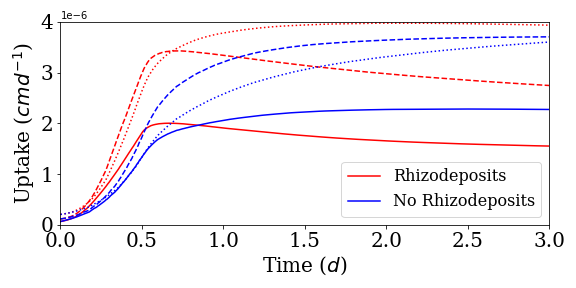 1e−6
4
3
2
1
0
Uptake (cmd⁻¹)
Rhizodeposits
No Rhizodeposits
0.0 0.5 1.0 1.5 2.0 2.5 3.0
Time (d)